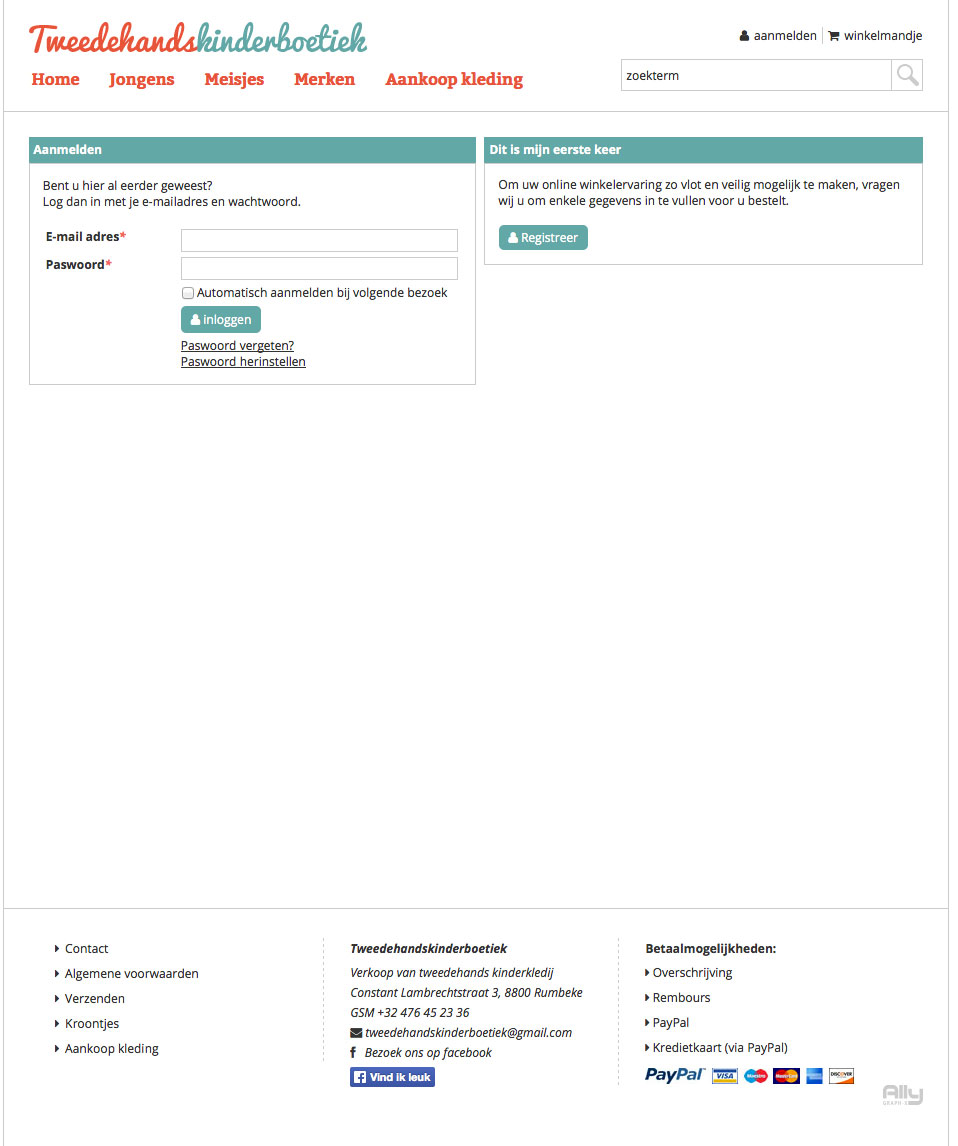 Tweedehandskinderboetiek
aanmelden winkelmandje
Home Jongens Meisjes Merken Aankoop kleding
zoekterm
Aanmelden
Bent u hier al eerder geweest?
Log dan in met je e-mailadres en wachtwoord.
E-mail adres*
Paswoord*
Automatisch aanmelden bij volgende bezoek
inloggen
Paswoord vergeten?
Paswoord herinstellen
Dit is mijn eerste keer
Om uw online winkelervaring zo vlot en veilig mogelijk te maken, vragen
wij u om enkele gegevens in te vullen voor u bestelt.
Registreer
Contact
Algemene voorwaarden
Verzenden
Kroontjes
Aankoop kleding
Tweedehandskinderboetiek
Verkoop van tweedehands kinderkledij
Constant Lambrechtstraat 3, 8800 Rumbeke
GSM +32 476 45 23 36
tweedehandskinderboetiek@gmail.com
Bezoek ons op facebook
Vind ik leuk
Betaalmogelijkheden:
Overschrijving
Rembours
PayPal
Kredietkaart (via PayPal)
PayPal VISA Maestro MasterCard DISCOVER
Ally